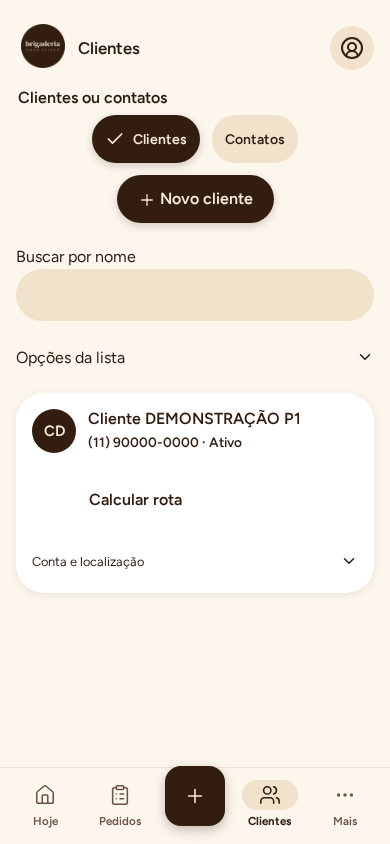 brigaderia
Clientes
Clientes ou contatos
Clientes
Contatos
Novo cliente
Buscar por nome
Opções da lista
CD
Cliente DEMONSTRAÇÃO P1
(11) 90000-0000 · Ativo
Calcular rota
Conta e localização
Hoje
Pedidos
Clientes
Mais